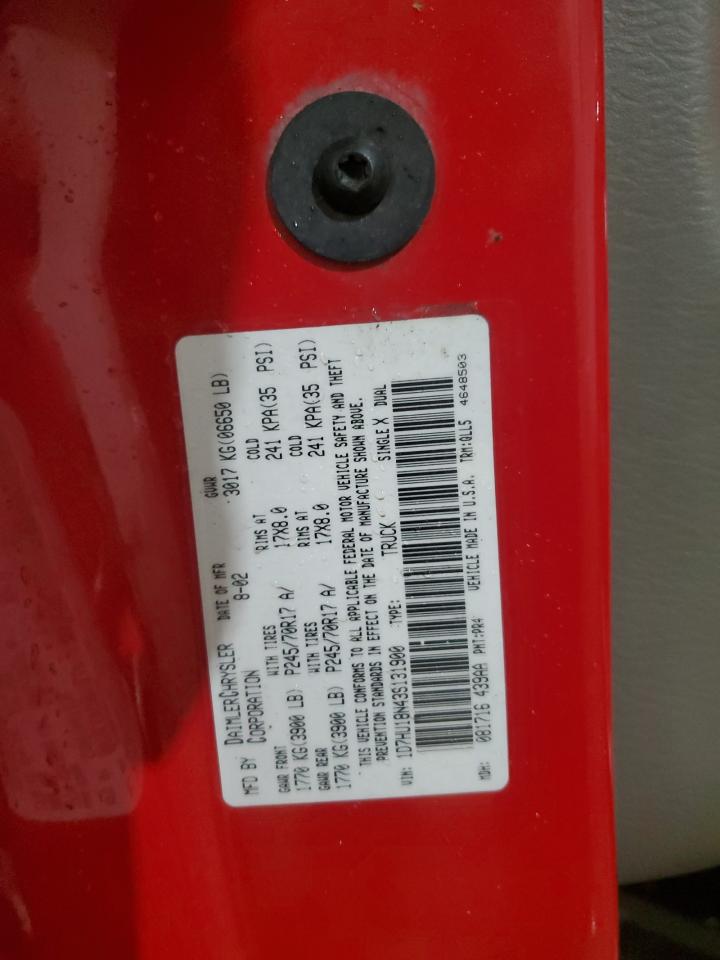 MFD BY DAIMLERCHRYSLER CORPORATION DATE OF MFR 8-02 GVWR 3017 KG(06650 LB)
GAWR FRONT WITH TIRES RIMS AT COLD
1770 KG(3900 LB) P245/70R17 A/ 17X8.0 241 KPA(35 PSI)
GAWR REAR WITH TIRES RIMS AT COLD
1770 KG(3900 LB) P245/70R17 A/ 17X8.0 241 KPA(35 PSI)
THIS VEHICLE CONFORMS TO ALL APPLICABLE FEDERAL MOTOR VEHICLE SAFETY AND THEFT
PREVENTION STANDARDS IN EFFECT ON THE DATE OF MANUFACTURE SHOWN ABOVE.
VIN: 1D7HU18N43S131900 TYPE: TRUCK SINGLE X DUAL
MDH: 081716 439AA PNT:PR4 VEHICLE MADE IN U.S.A. TRM:QLL5 4648503